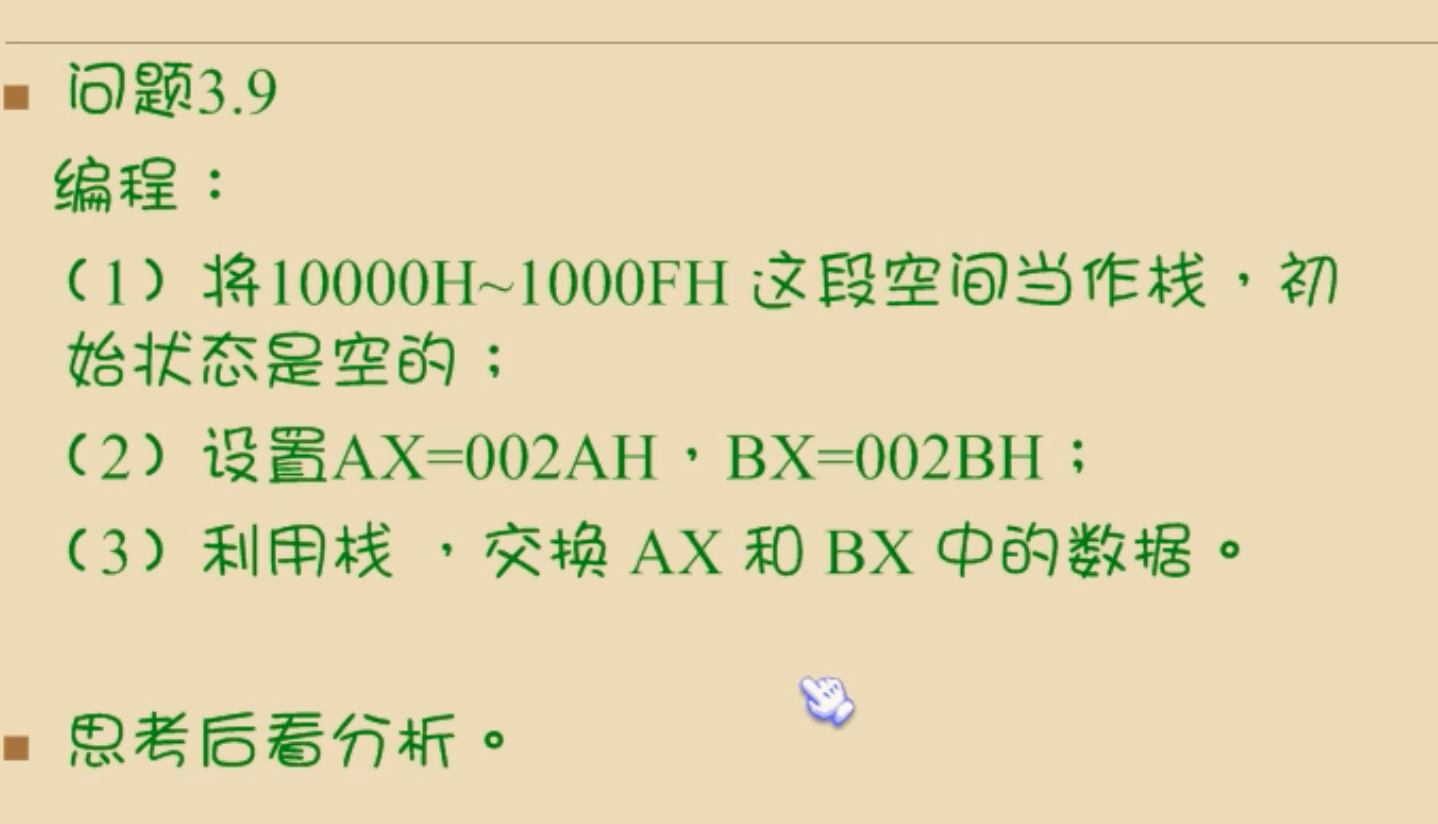 问题3.9
编程：
（1）将10000H~1000FH 这段空间当作栈，初
始状态是空的；
（2）设置AX=002AH，BX=002BH；
（3）利用栈 ，交换 AX 和 BX 中的数据。
思考后看分析。